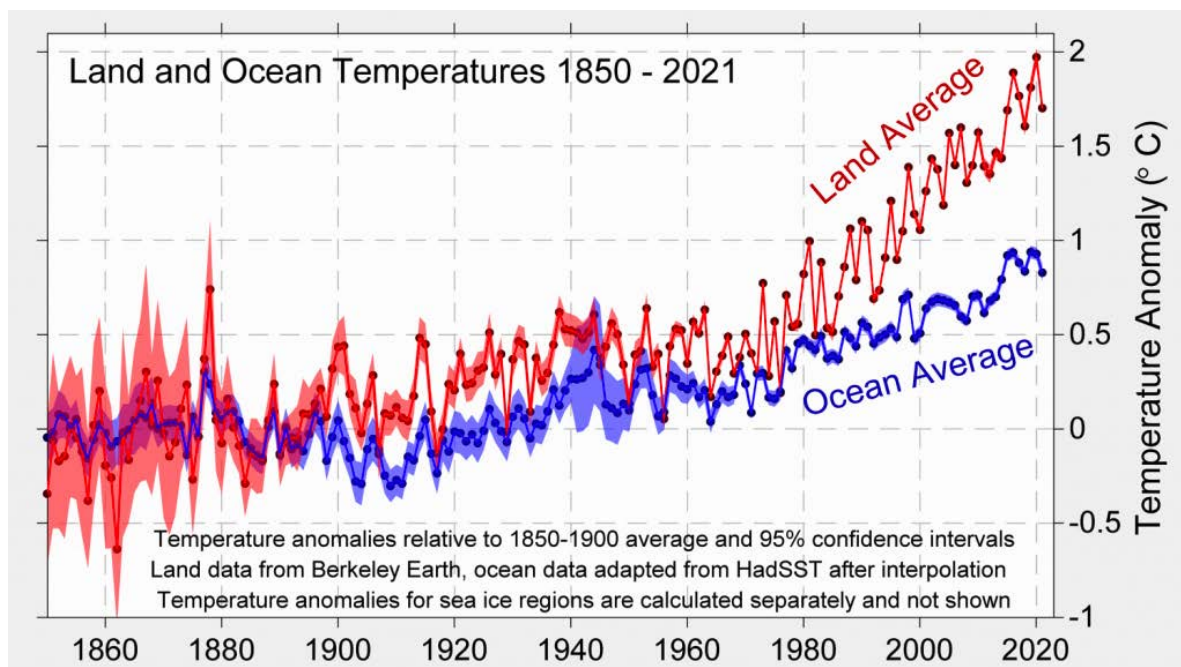 Land and Ocean Temperatures 1850 - 2021
Land Average
Ocean Average
Temperature anomalies relative to 1850-1900 average and 95% confidence intervals
Land data from Berkeley Earth, ocean data adapted from HadSST after interpolation
Temperature anomalies for sea ice regions are calculated separately and not shown
2
1.5
1
0.5
0
-0.5
-1
Temperature Anomaly (° C)
1860 1880 1900 1920 1940 1960 1980 2000 2020